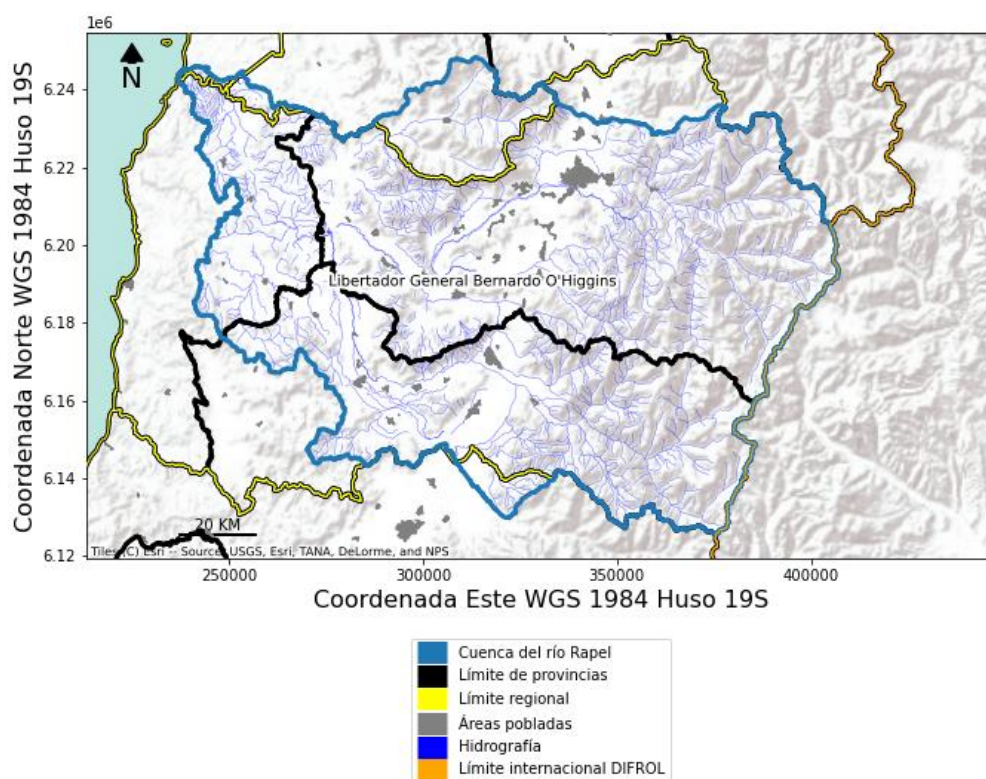 1e6
N
6.24
6.22
6.20
6.18
6.16
6.14
6.12
Coordenada Norte WGS 1984 Huso 19S
Libertador General Bernardo O'Higgins
20 KM
Tiles (C) Esri -- Source: USGS, Esri, TANA, DeLorme, and NPS
250000 300000 350000 400000
Coordenada Este WGS 1984 Huso 19S
Cuenca del río Rapel
Límite de provincias
Límite regional
Áreas pobladas
Hidrografía
Límite internacional DIFROL